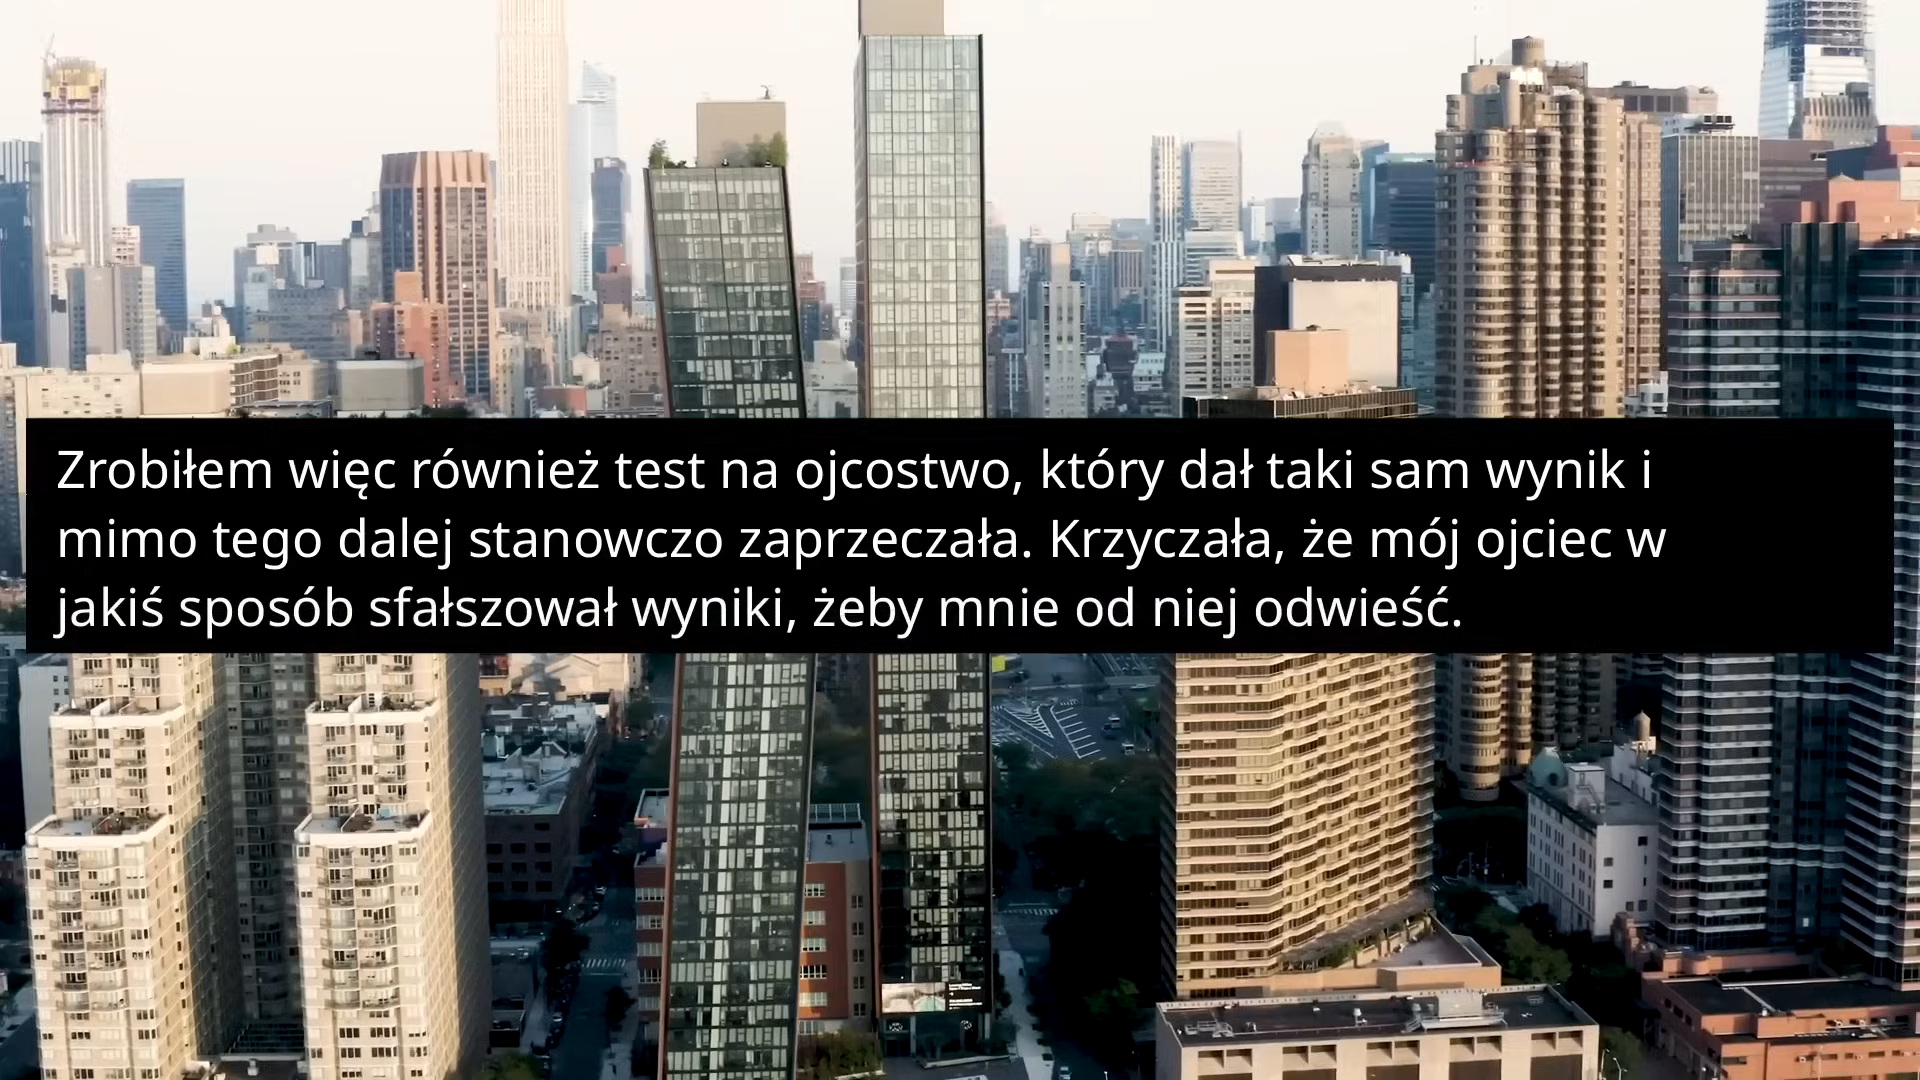 Zrobiłem więc również test na ojcostwo, który dał taki sam wynik i
mimo tego dalej stanowczo zaprzeczała. Krzyczała, że mój ojciec w
jakiś sposób sfałszował wyniki, żeby mnie od niej odwieść.